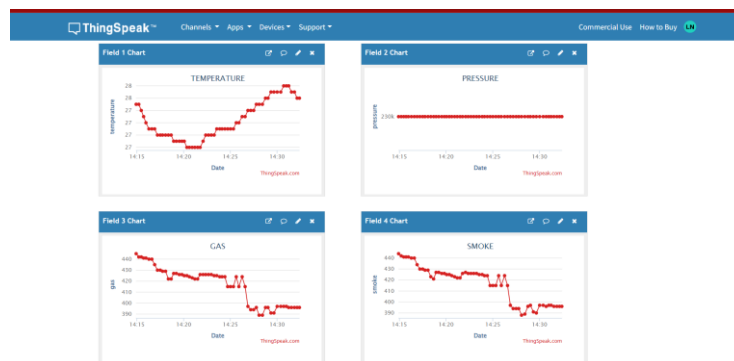 ThingSpeak™ Channels Apps Devices Support Commercial Use How to Buy LN
Field 1 Chart
TEMPERATURE
temperature
28
28
27
27
27
27
14:15 14:20 14:25 14:30
Date
ThingSpeak.com
Field 2 Chart
PRESSURE
pressure
230k
14:15 14:20 14:25 14:30
Date
ThingSpeak.com
Field 3 Chart
GAS
gas
440
430
420
410
400
390
14:15 14:20 14:25 14:30
Date
ThingSpeak.com
Field 4 Chart
SMOKE
smoke
440
430
420
410
400
390
14:15 14:20 14:25 14:30
Date
ThingSpeak.com